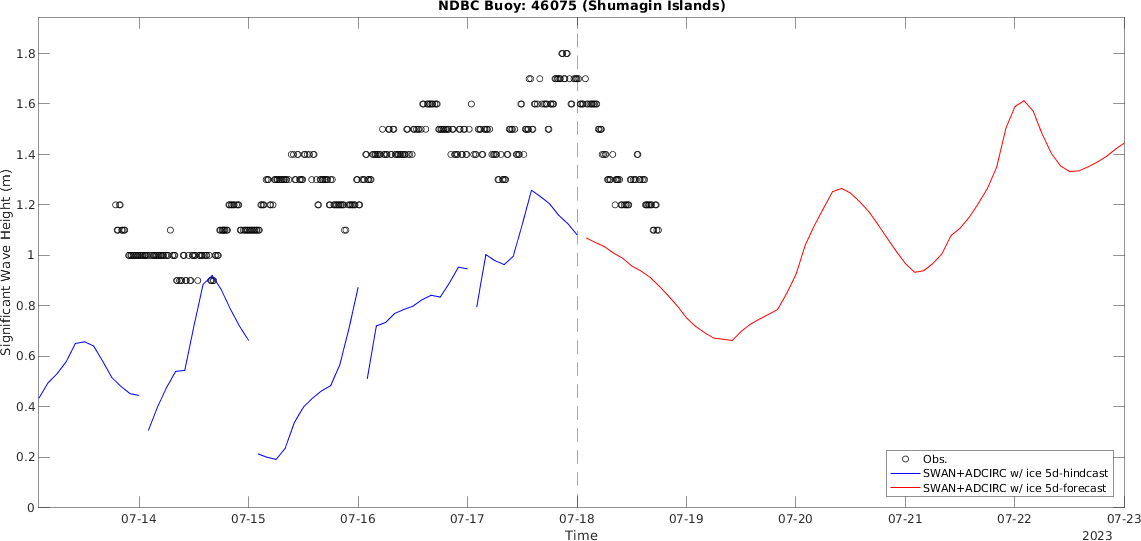 NDBC Buoy: 46075 (Shumagin Islands)
Significant Wave Height (m)
1.8
1.6
1.4
1.2
1
0.8
0.6
0.4
0.2
0
Obs.
SWAN+ADCIRC w/ ice 5d-hindcast
SWAN+ADCIRC w/ ice 5d-forecast
07-14 07-15 07-16 07-17 07-18 07-19 07-20 07-21 07-22 07-23
Time
2023